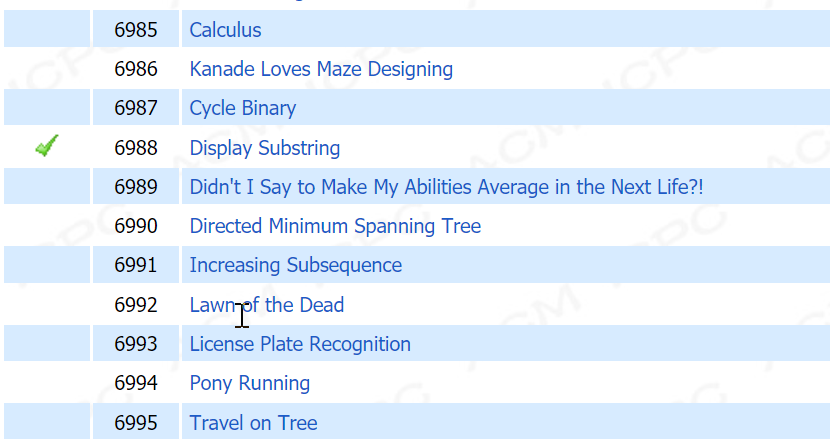 6985 Calculus
6986 Kanade Loves Maze Designing
6987 Cycle Binary
6988 Display Substring
6989 Didn't I Say to Make My Abilities Average in the Next Life?!
6990 Directed Minimum Spanning Tree
6991 Increasing Subsequence
6992 Lawn of the Dead
6993 License Plate Recognition
6994 Pony Running
6995 Travel on Tree